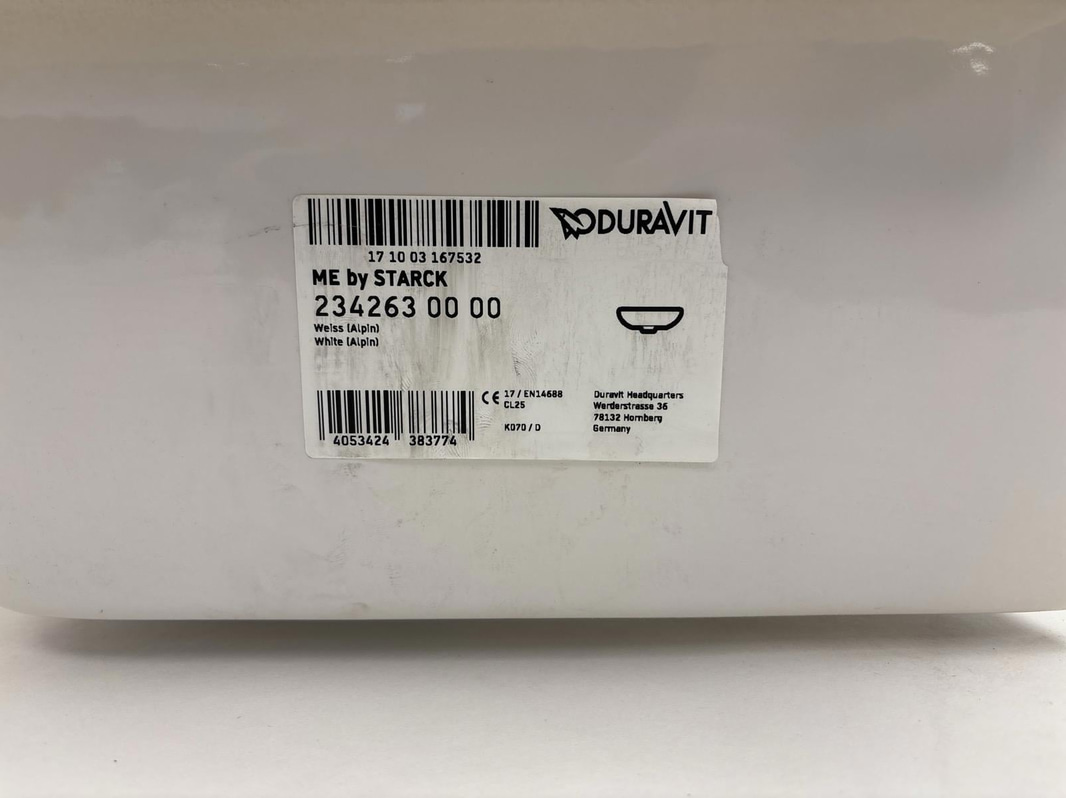 DURAVIT
17 10 03 167532
ME by STARCK
234263 00 00
Weiss (Alpin)
White (Alpin)
CE 17 / EN14688
CL25
K070 / D
4053424 383774
Duravit Headquarters
Werderstrasse 36
78132 Hornberg
Germany